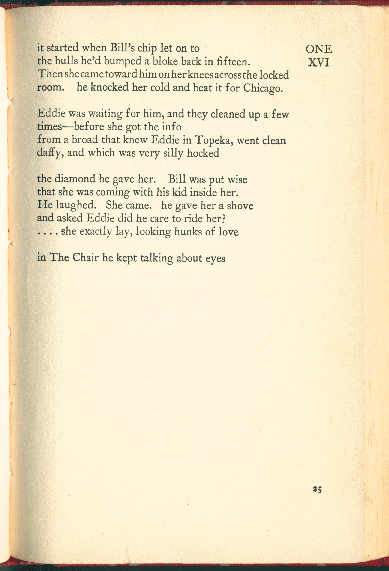 it started when Bill's chip let on to
ONE
the bulls he'd bumped a bloke back in fifteen.
XVI
Then she came toward him on her knees across the locked
room. he knocked her cold and beat it for Chicago.
Eddie was waiting for him, and they cleaned up a few
times—before she got the info
from a broad that knew Eddie in Topeka, went clean
daffy, and which was very silly hocked
the diamond he gave her. Bill was put wise
that she was coming with his kid inside her.
He laughed. She came. he gave her a shove
and asked Eddie did he care to ride her?
. . . . she exactly lay, looking hunks of love
in The Chair he kept talking about eyes
25